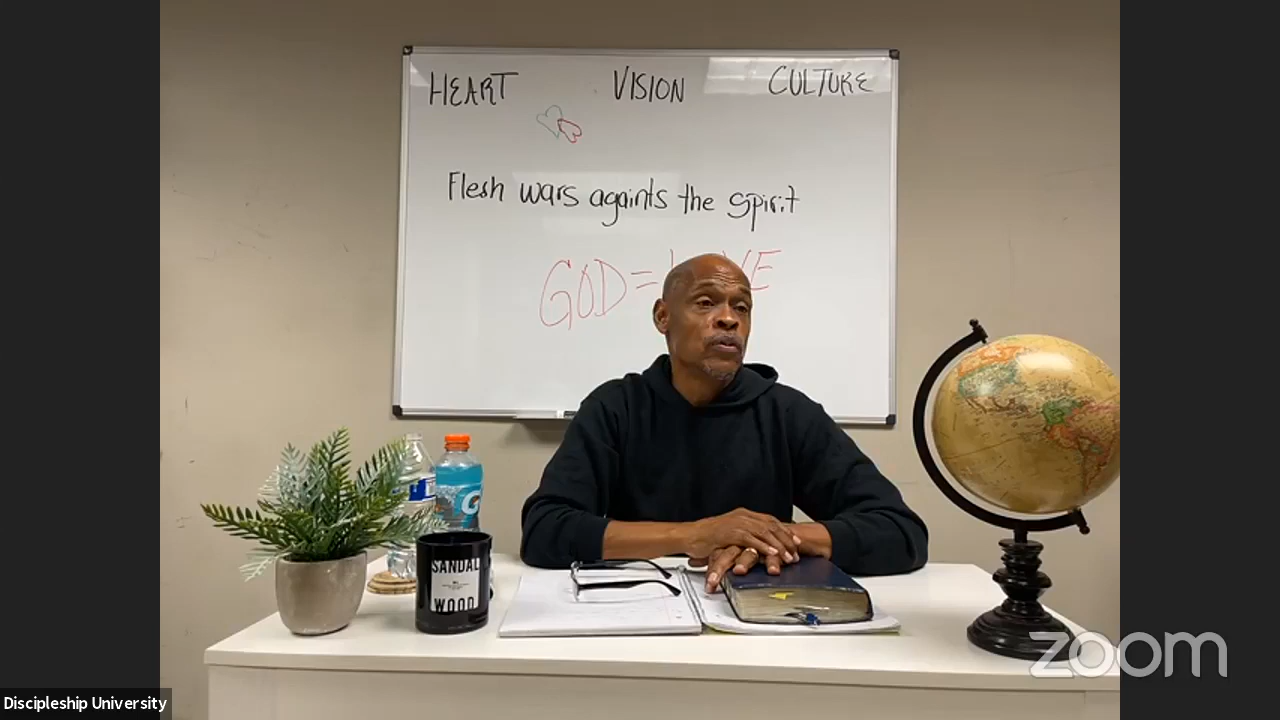 HEART VISION CULTURE
Flesh wars againts the spirit
GOD=
SANDAL
WOOD
G
zoom
Discipleship University